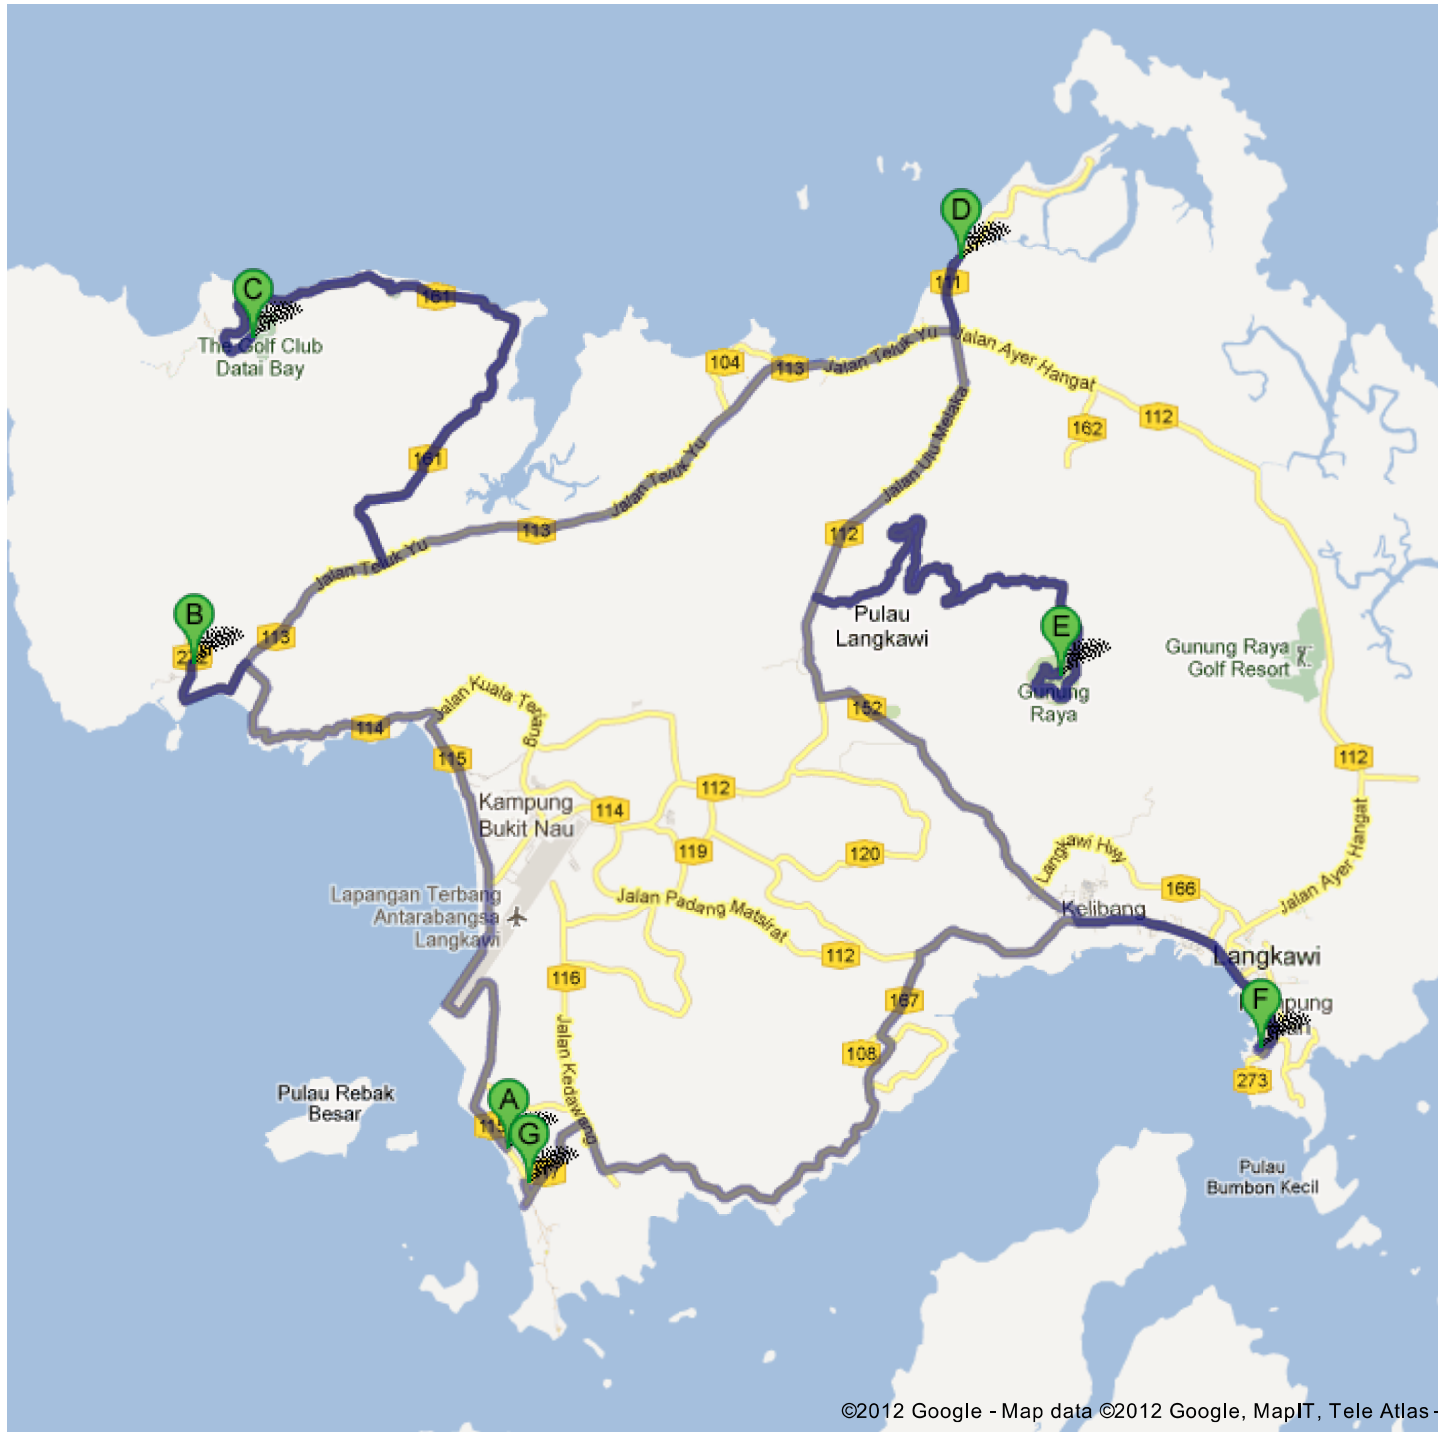 D
111
C
161
The Golf Club
Datai Bay
Jalan Teluk Yu
Jalan Ayer Hangat
104
113
112
162
161
Jalan Ulu Melaka
Jalan Teluk Yu
113
112
Jalan Teluk Yu
B
113
Pulau
Langkawi
E
Gunung Raya
Golf Resort
Gunung
Raya
152
Jalan Kuala Teriang
114
115
112
112
Kampung
Bukit Nau
114
119
120
Langkawi Hwy
166
Jalan Ayer Hangat
Lapangan Terbang
Antarabangsa
Langkawi
Jalan Padang Matsirat
Kelibang
112
Langkawi
116
167
F
108
273
Jalan Kedawang
Pulau Rebak
Besar
A
G
Pulau
Bumbon Kecil
©2012 Google - Map data ©2012 Google, MapIT, Tele Atlas -